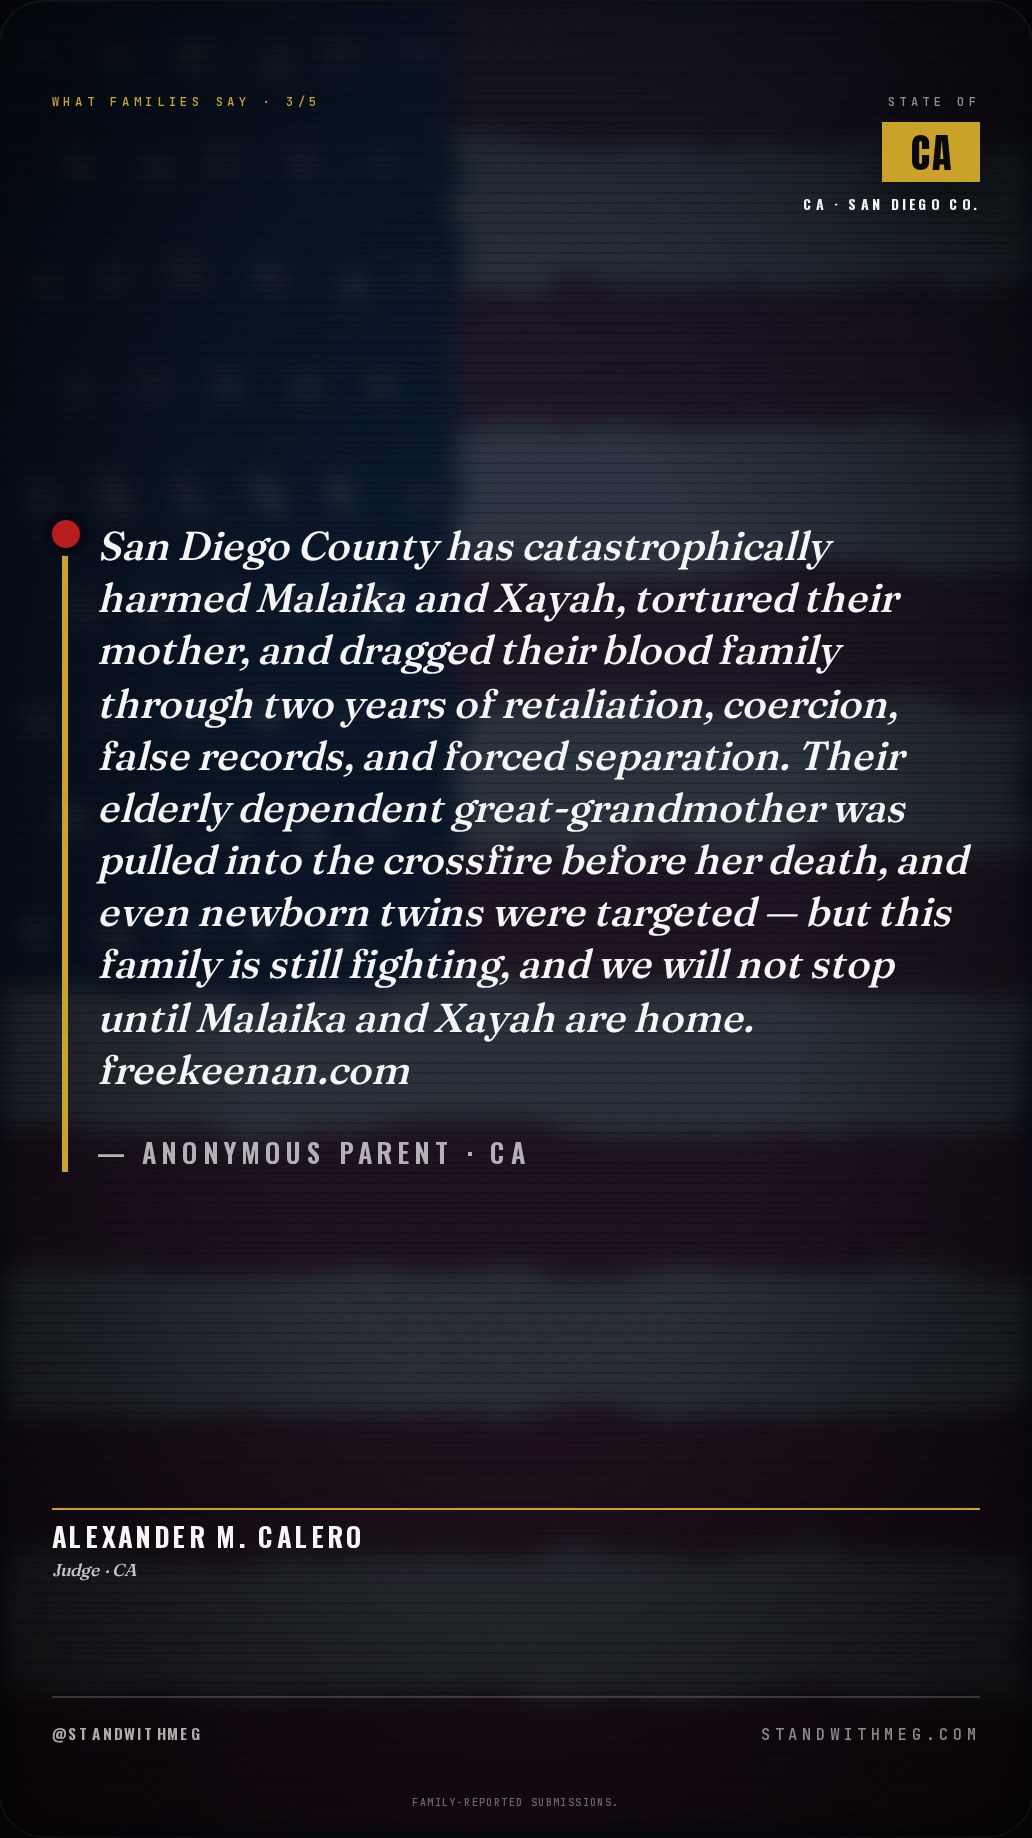 WHAT FAMILIES SAY · 3/5
STATE OF
CA
CA · SAN DIEGO CO.
San Diego County has catastrophically
harmed Malaika and Xayah, tortured their
mother, and dragged their blood family
through two years of retaliation, coercion,
false records, and forced separation. Their
elderly dependent great-grandmother was
pulled into the crossfire before her death, and
even newborn twins were targeted — but this
family is still fighting, and we will not stop
until Malaika and Xayah are home.
freekeenan.com
— ANONYMOUS PARENT · CA
ALEXANDER M. CALERO
Judge · CA
@STANDWITHMEG
STANDWITHMEG.COM
FAMILY-REPORTED SUBMISSIONS.